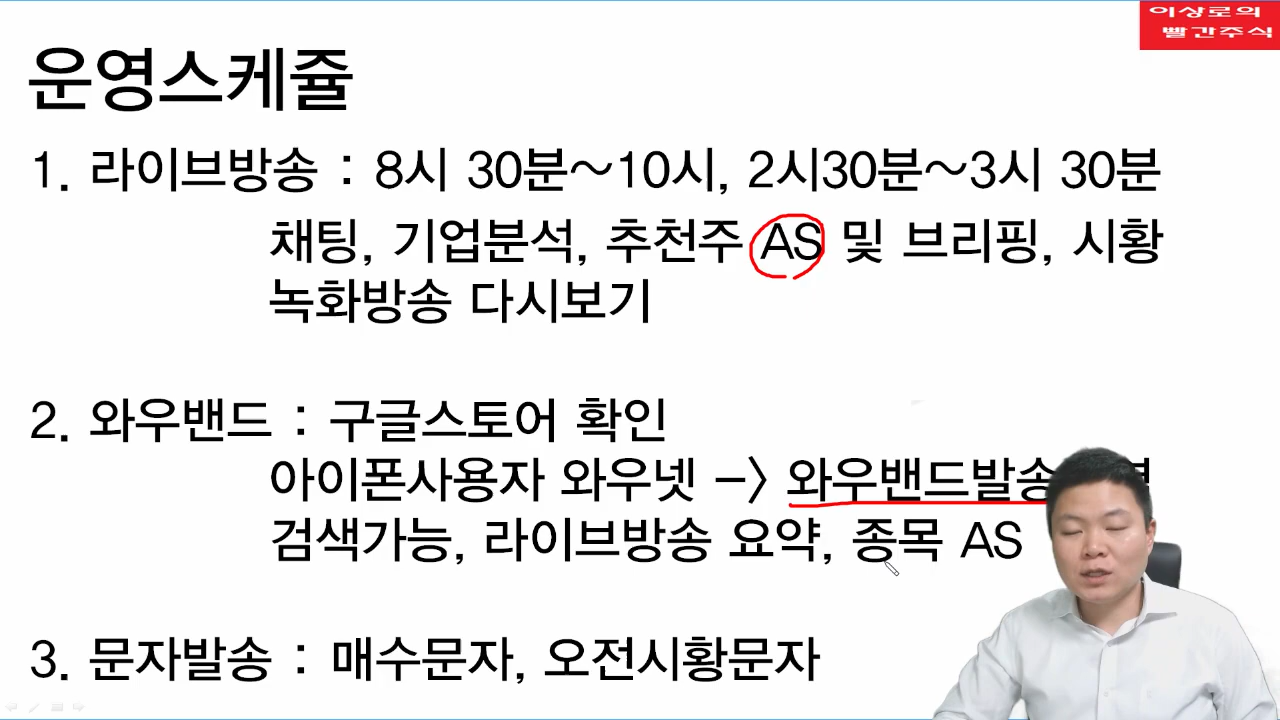 이상로의
빨간주식
운영스케쥴
1. 라이브방송 : 8시 30분~10시, 2시30분~3시 30분
채팅, 기업분석, 추천주 AS 및 브리핑, 시황
녹화방송 다시보기
2. 와우밴드 : 구글스토어 확인
아이폰사용자 와우넷 -> 와우밴드발송
검색가능, 라이브방송 요약, 종목 AS
3. 문자발송 : 매수문자, 오전시황문자